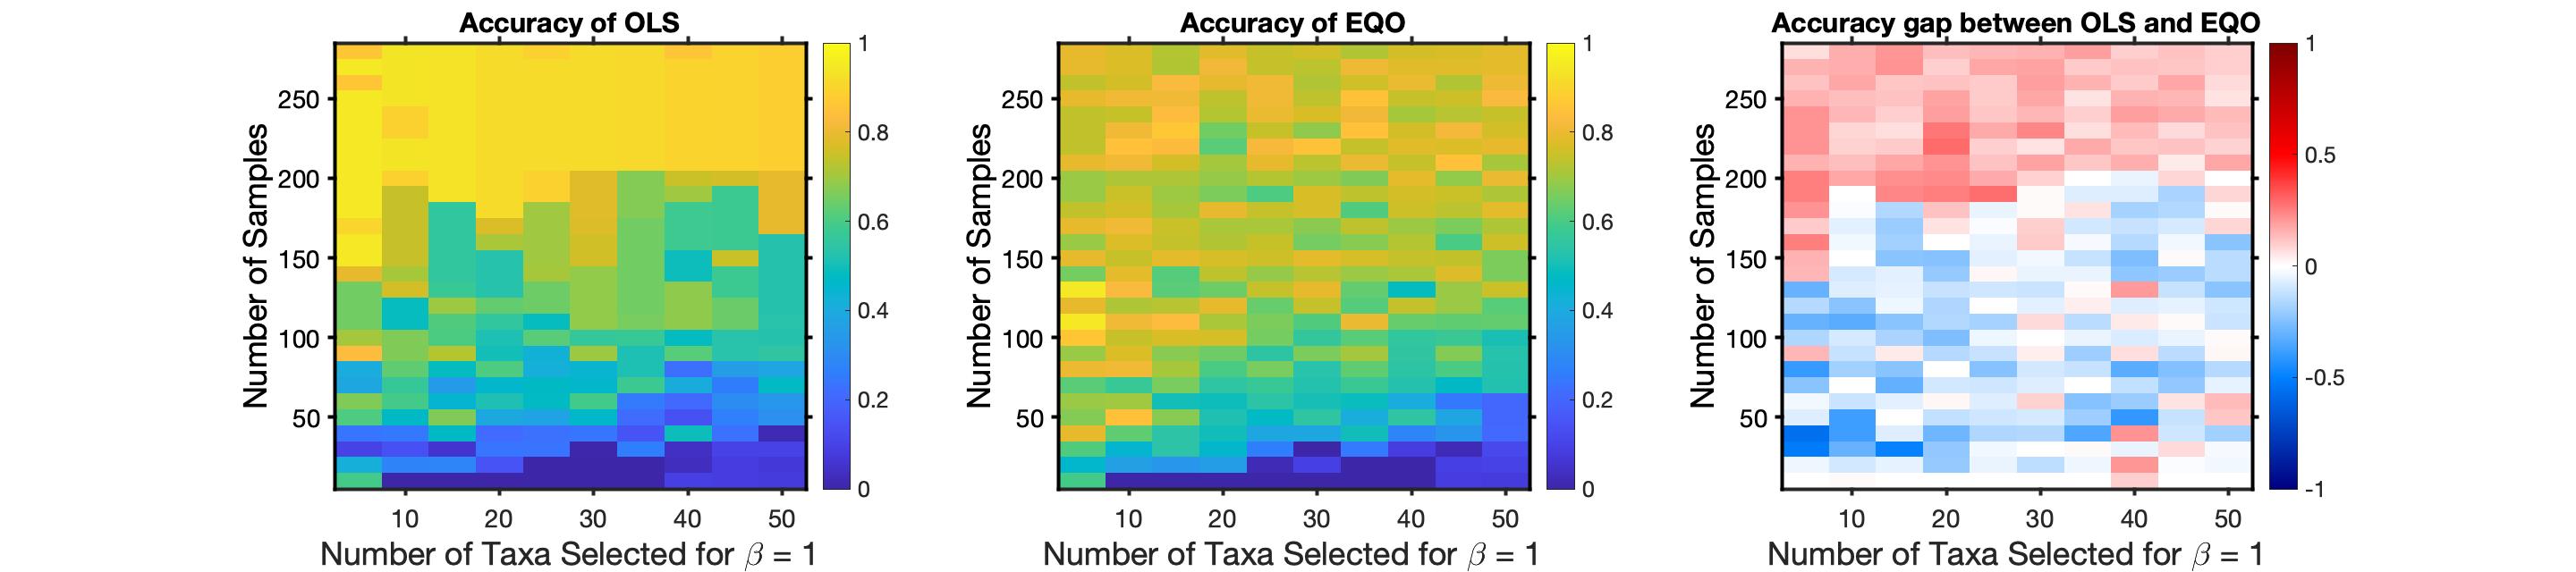 Accuracy of OLS
Number of Samples
250
200
150
100
50
10 20 30 40 50
Number of Taxa Selected for β = 1
1
0.8
0.6
0.4
0.2
0
Accuracy of EQO
Number of Samples
250
200
150
100
50
10 20 30 40 50
Number of Taxa Selected for β = 1
1
0.8
0.6
0.4
0.2
0
Accuracy gap between OLS and EQO
Number of Samples
250
200
150
100
50
10 20 30 40 50
Number of Taxa Selected for β = 1
1
0.5
0
-0.5
-1